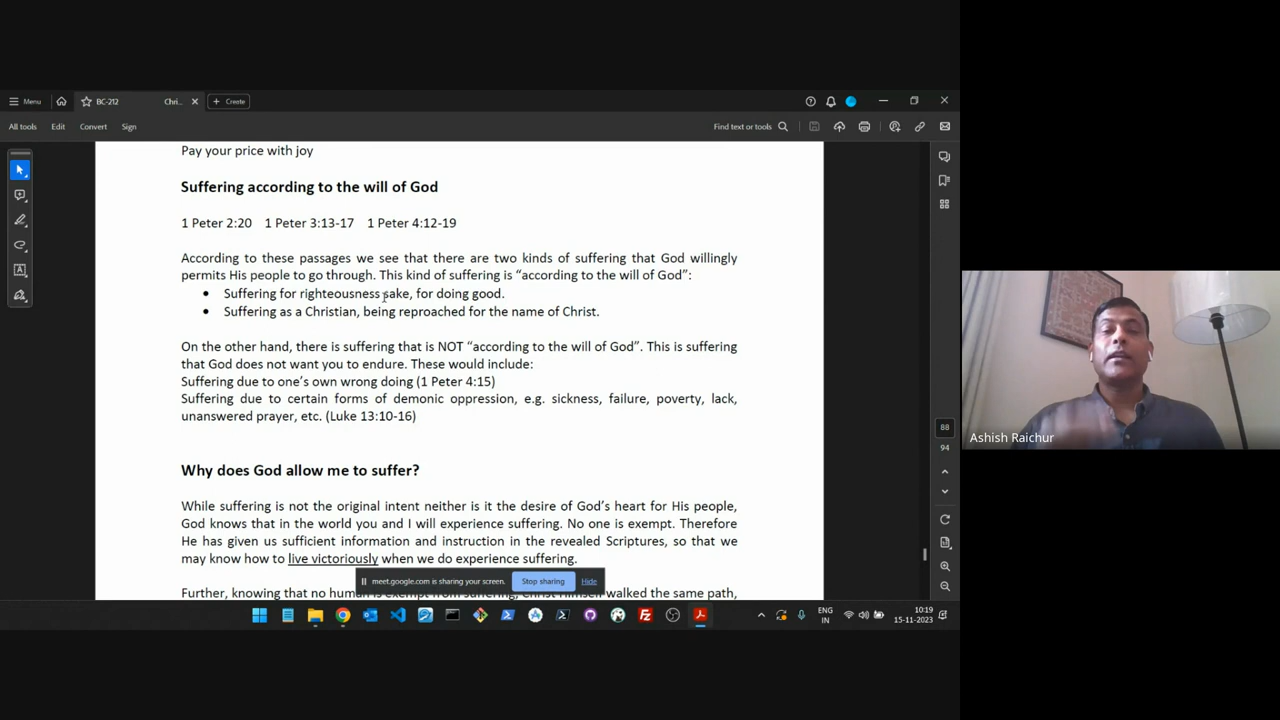 Menu
BC-212
Chri...
Create
All tools
Edit
Convert
Sign
Find text or tools
Pay your price with joy
Suffering according to the will of God
1 Peter 2:20 1 Peter 3:13-17 1 Peter 4:12-19
According to these passages we see that there are two kinds of suffering that God willingly
permits His people to go through. This kind of suffering is “according to the will of God”:
• Suffering for righteousness sake, for doing good.
• Suffering as a Christian, being reproached for the name of Christ.
On the other hand, there is suffering that is NOT “according to the will of God”. This is suffering
that God does not want you to endure. These would include:
Suffering due to one’s own wrong doing (1 Peter 4:15)
Suffering due to certain forms of demonic oppression, e.g. sickness, failure, poverty, lack,
unanswered prayer, etc. (Luke 13:10-16)
88
94
Ashish Raichur
Why does God allow me to suffer?
While suffering is not the original intent neither is it the desire of God’s heart for His people,
God knows that in the world you and I will experience suffering. No one is exempt. Therefore
He has given us sufficient information and instruction in the revealed Scriptures, so that we
may know how to live victoriously when we do experience suffering.
meet.google.com is sharing your screen.
Stop sharing
Hide
Further, knowing that no human is exempt from suffering, Christ Himself walked the same path,
ENG
IN
10:19
15-11-2023